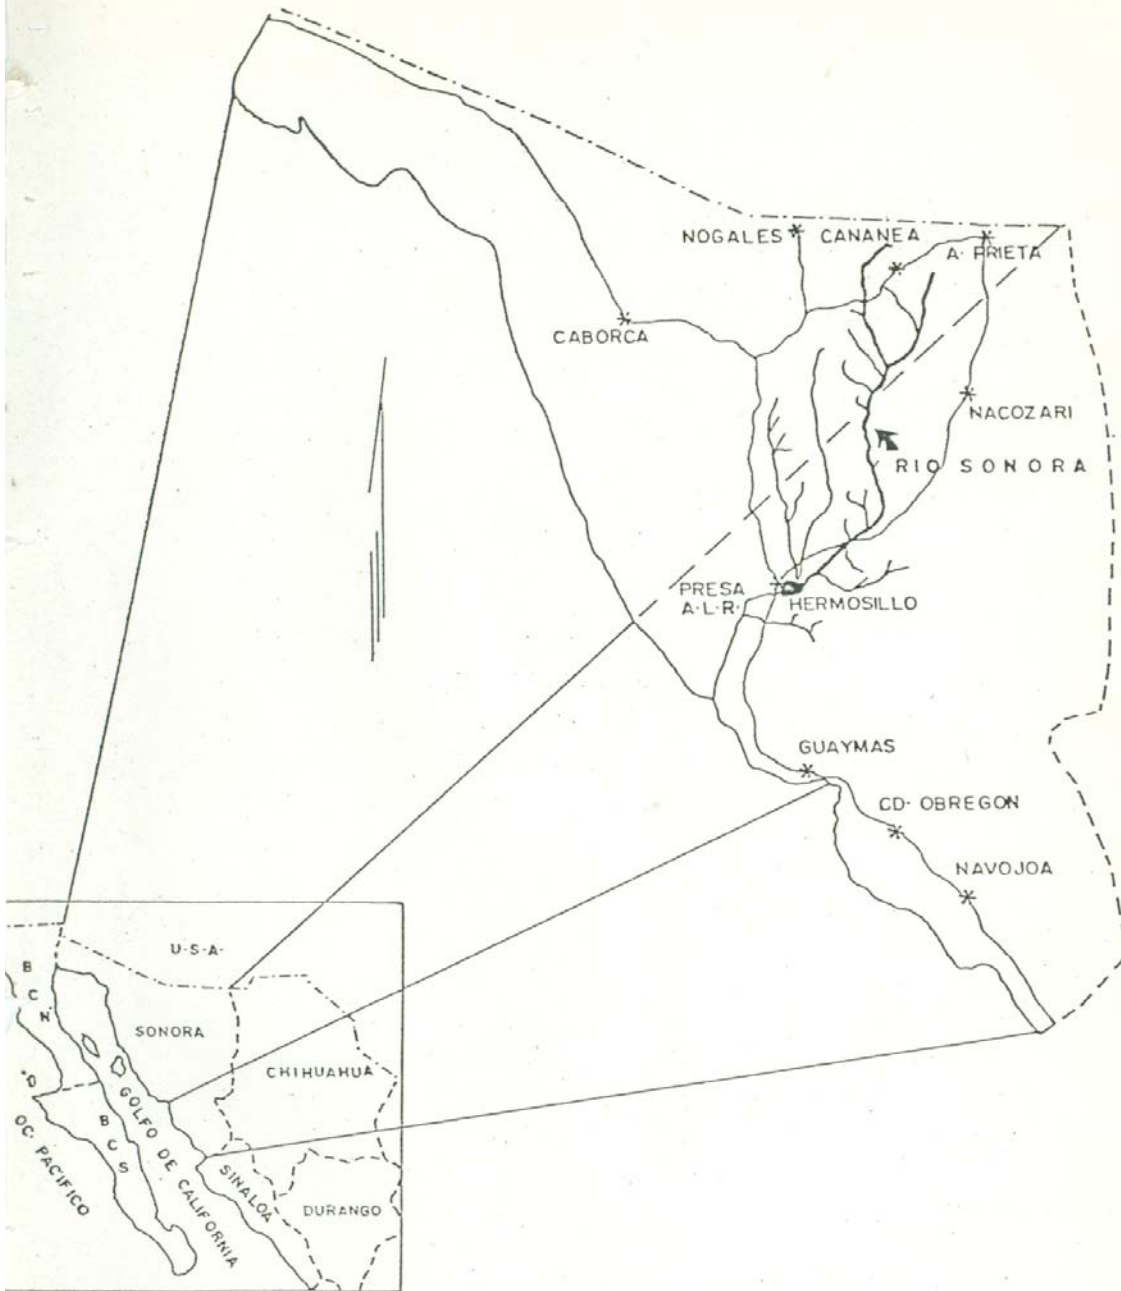 NOGALES
CANANEA
A. PRIETA
CABORCA
NACOZARI
RIO SONORA
PRESA
A.L.R.
HERMOSILLO
GUAYMAS
CD. OBREGON
NAVOJOA
U.S.A.
B
C
N
SONORA
CHIHUAHUA
GOLFO DE CALIFORNIA
B
C
S
OC. PACIFICO
SINALOA
DURANGO